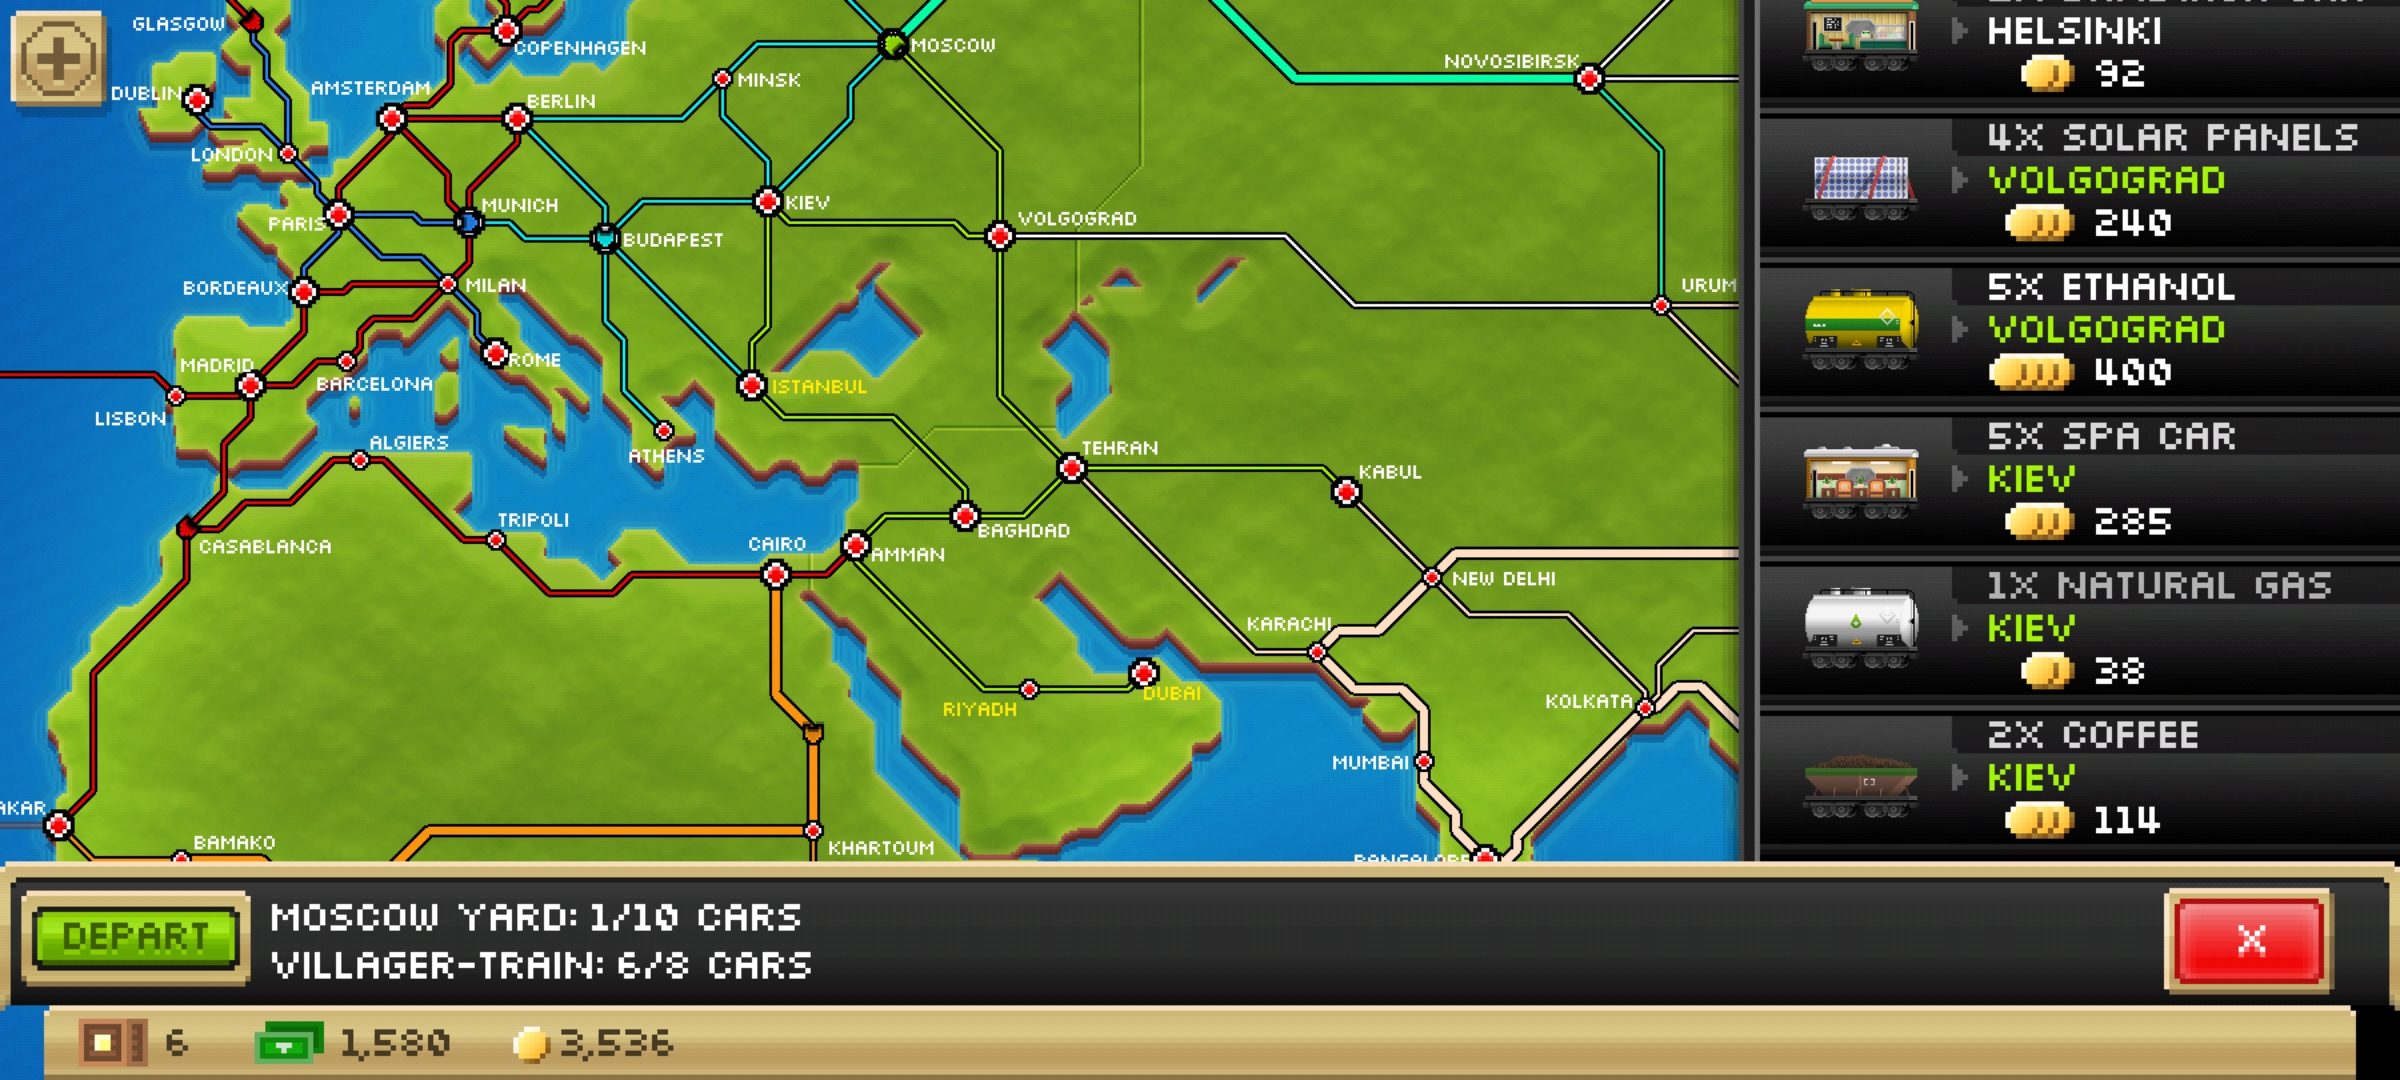 GLASGOW
COPENHAGEN
MOSCOW
NOVOSIBIRSK
MINSK
DUBLIN
AMSTERDAM
BERLIN
LONDON
PARIS
MUNICH
KIEV
VOLGOGRAD
BUDAPEST
BORDEAUX
MILAN
URUM
MADRID
BARCELONA
ROME
ISTANBUL
LISBON
ALGIERS
ATHENS
TEHRAN
KABUL
TRIPOLI
CASABLANCA
CAIRO
AMMAN
BAGHDAD
NEW DELHI
KARACHI
RIYADH
DUBAI
KOLKATA
MUMBAI
AKAR
BAMAKO
KHARTOUM
BANGALORE
HELSINKI
92
4X SOLAR PANELS
VOLGOGRAD
240
5X ETHANOL
VOLGOGRAD
400
5X SPA CAR
KIEV
285
1X NATURAL GAS
KIEV
38
2X COFFEE
KIEV
114
DEPART
MOSCOW YARD: 1/10 CARS
VILLAGER-TRAIN: 6/8 CARS
X
6
1,580
3,536